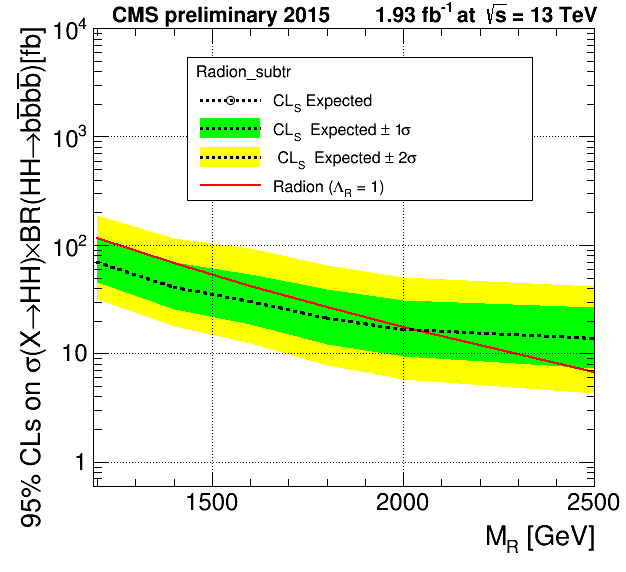 CMS preliminary 2015 1.93 fb⁻¹ at √s = 13 TeV
95% CLs on σ(X→HH)×BR(HH→bb̅bb̅)[fb]
10⁴
10³
10²
10
1
Radion_subtr
CLₛ Expected
CLₛ Expected ± 1σ
CLₛ Expected ± 2σ
Radion (Λ_R = 1)
1500 2000 2500
M_R [GeV]